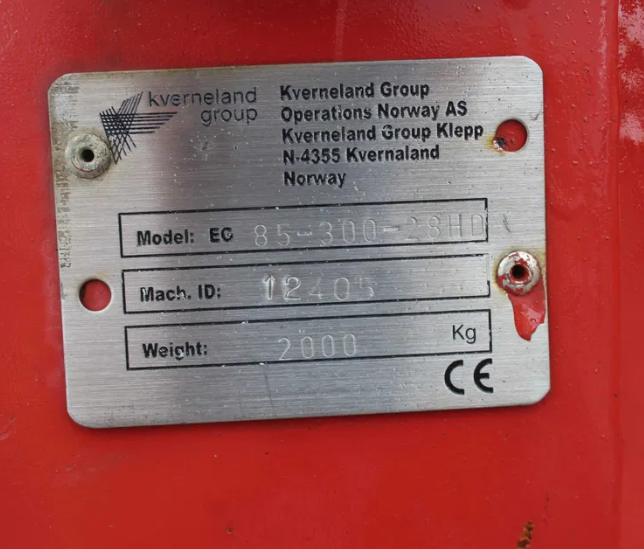 kverneland
group
Kverneland Group
Operations Norway AS
Kverneland Group Klepp
N-4355 Kvernaland
Norway
Model: EG 85-300-28HD
Mach. ID: 12405
Weight: 2000 Kg
CE